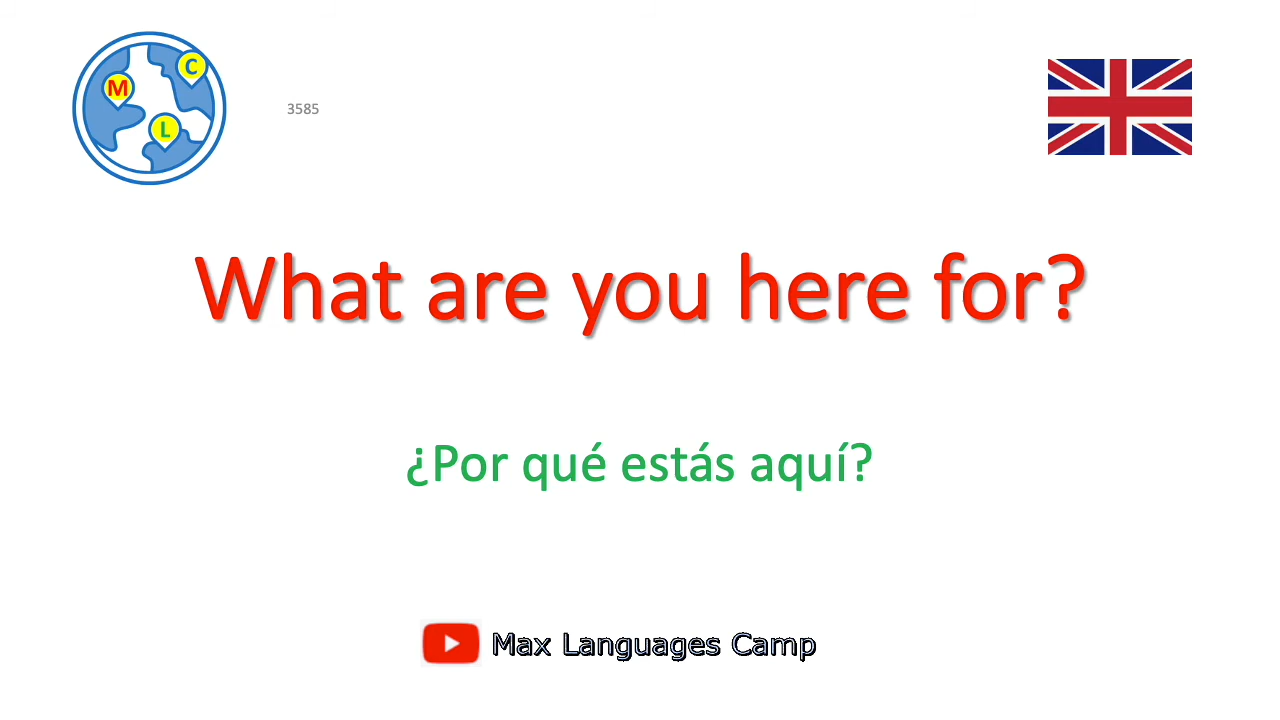 M
C
L
3585
What are you here for?
¿Por qué estás aquí?
Max Languages Camp